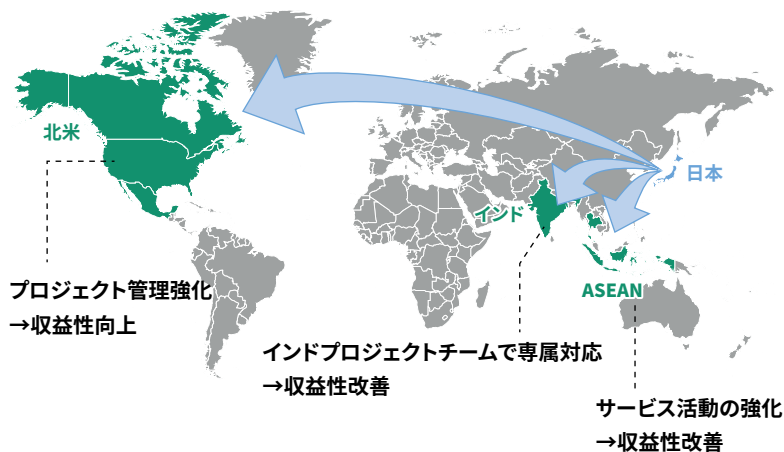 北米
日本
インド
ASEAN
プロジェクト管理強化
→収益性向上
インドプロジェクトチームで専属対応
→収益性改善
サービス活動の強化
→収益性改善